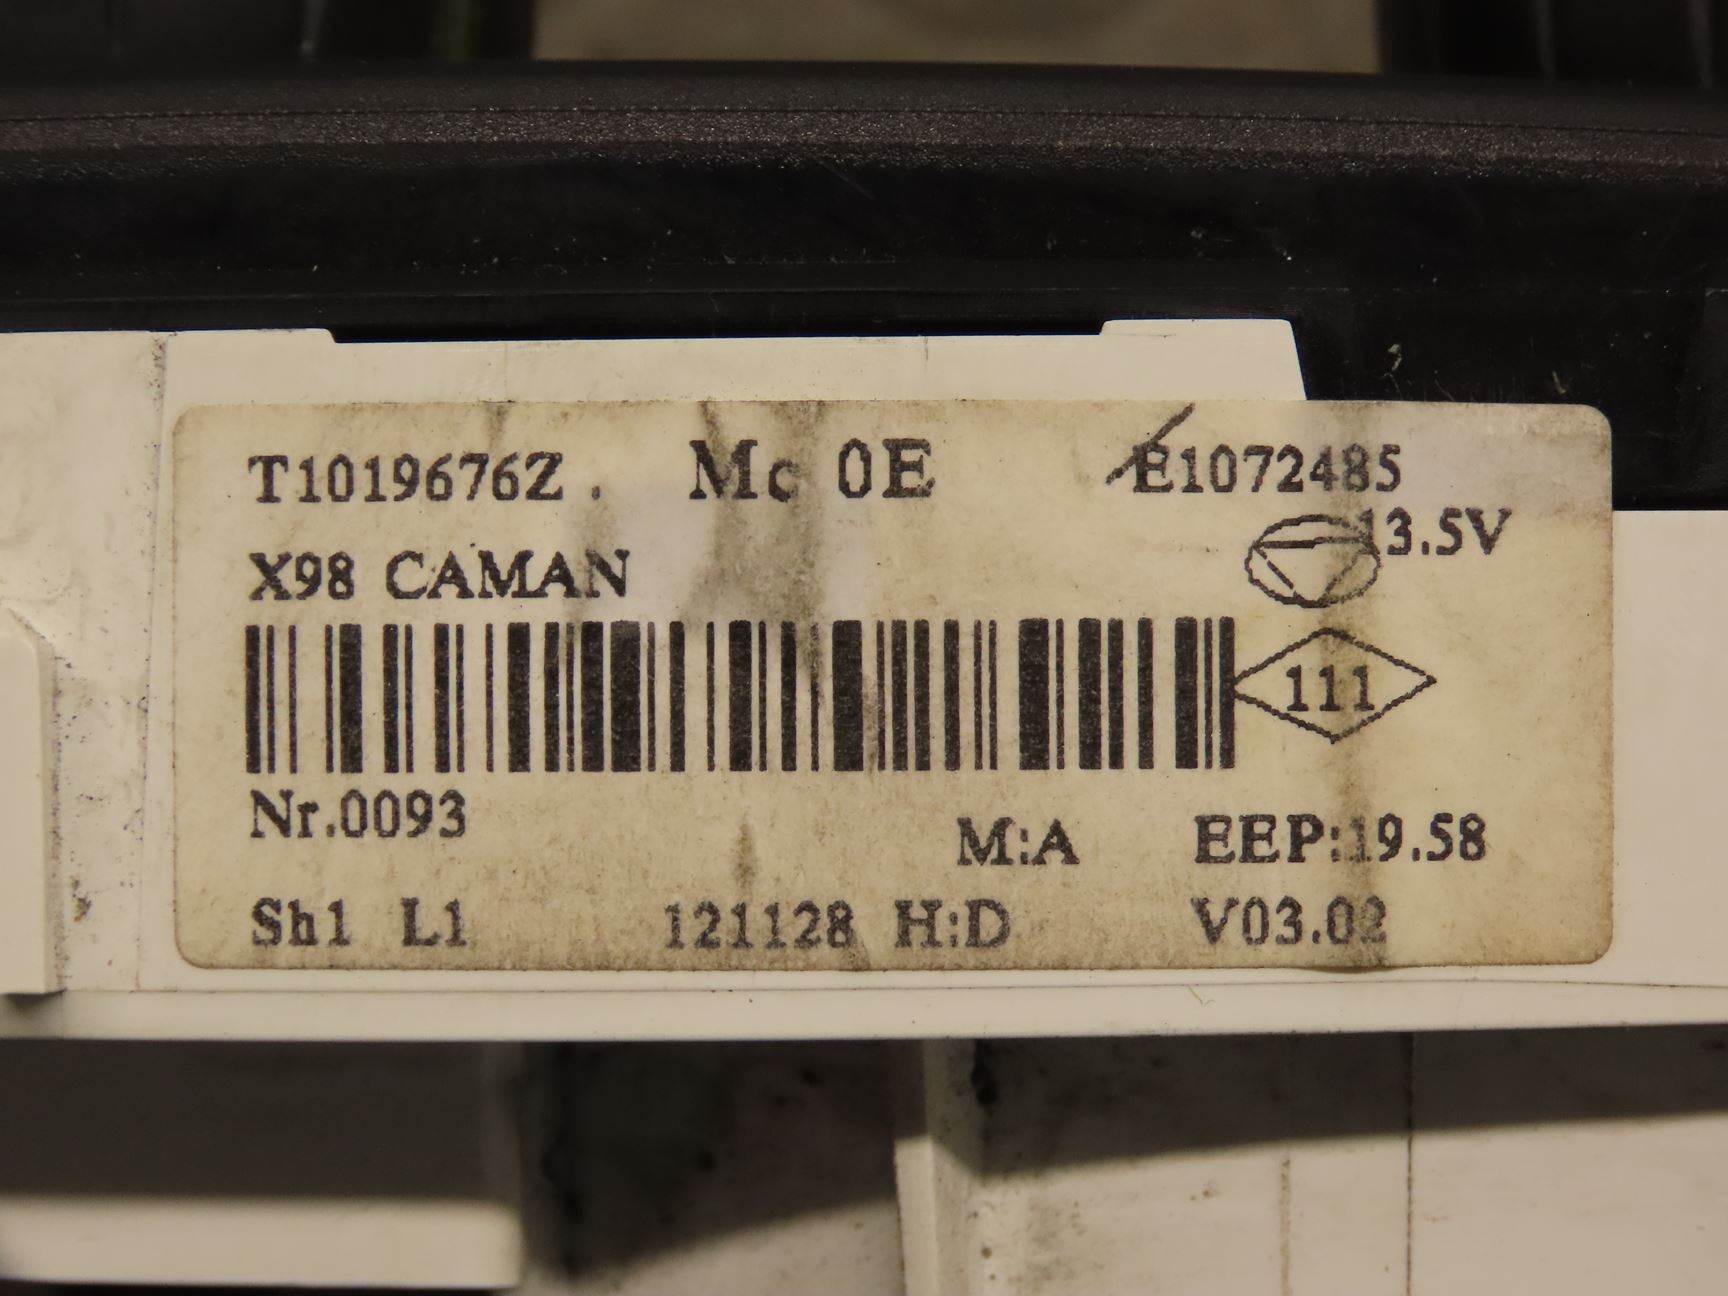 T1019676Z . Mc 0E E1072485
13.5V
X98 CAMAN
111
Nr.0093
M:A EEP:19.58
Sh1 L1 121128 H:D V03.02